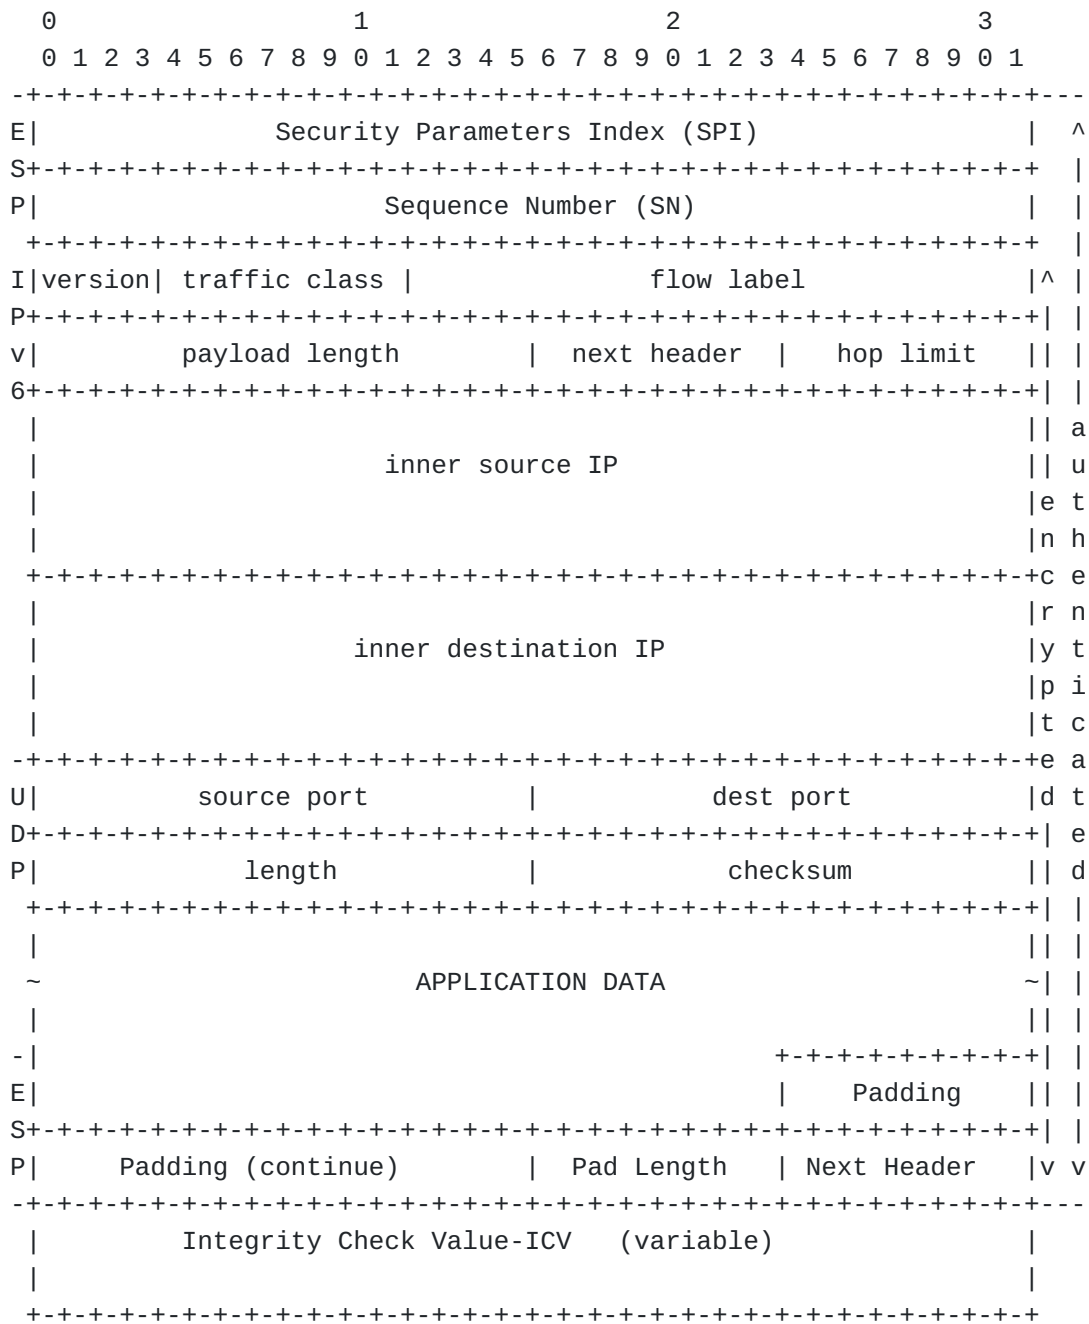 0                   1                   2                   3
  0 1 2 3 4 5 6 7 8 9 0 1 2 3 4 5 6 7 8 9 0 1 2 3 4 5 6 7 8 9 0 1
-+-+-+-+-+-+-+-+-+-+-+-+-+-+-+-+-+-+-+-+-+-+-+-+-+-+-+-+-+-+-+-+-+---
E|               Security Parameters Index (SPI)                 |  ^
S+-+-+-+-+-+-+-+-+-+-+-+-+-+-+-+-+-+-+-+-+-+-+-+-+-+-+-+-+-+-+-+-+  |
P|                      Sequence Number (SN)                     |  |
 +-+-+-+-+-+-+-+-+-+-+-+-+-+-+-+-+-+-+-+-+-+-+-+-+-+-+-+-+-+-+-+-+  |
I|version| traffic class |               flow label              |^ |
P+-+-+-+-+-+-+-+-+-+-+-+-+-+-+-+-+-+-+-+-+-+-+-+-+-+-+-+-+-+-+-+-+| |
v|         payload length        |  next header  |   hop limit   || |
6+-+-+-+-+-+-+-+-+-+-+-+-+-+-+-+-+-+-+-+-+-+-+-+-+-+-+-+-+-+-+-+-+| |
 |                                                               || a
 |                      inner source IP                          || u
 |                                                               |e t
 |                                                               |n h
 +-+-+-+-+-+-+-+-+-+-+-+-+-+-+-+-+-+-+-+-+-+-+-+-+-+-+-+-+-+-+-+-+c e
 |                                                               |r n
 |                    inner destination IP                       |y t
 |                                                               |p i
 |                                                               |t c
-+-+-+-+-+-+-+-+-+-+-+-+-+-+-+-+-+-+-+-+-+-+-+-+-+-+-+-+-+-+-+-+-+e a
U|          source port          |           dest port           |d t
D+-+-+-+-+-+-+-+-+-+-+-+-+-+-+-+-+-+-+-+-+-+-+-+-+-+-+-+-+-+-+-+-+| e
P|             length            |            checksum           || d
 +-+-+-+-+-+-+-+-+-+-+-+-+-+-+-+-+-+-+-+-+-+-+-+-+-+-+-+-+-+-+-+-+| |
 |                                                               || |
 ~                        APPLICATION DATA                       ~| |
 |                                                               || |
-|                                               +-+-+-+-+-+-+-+-+| |
E|                                               |    Padding    || |
S+-+-+-+-+-+-+-+-+-+-+-+-+-+-+-+-+-+-+-+-+-+-+-+-+-+-+-+-+-+-+-+-+| |
P|     Padding (continue)        |  Pad Length   | Next Header   |v v
-+-+-+-+-+-+-+-+-+-+-+-+-+-+-+-+-+-+-+-+-+-+-+-+-+-+-+-+-+-+-+-+-+---
 |         Integrity Check Value-ICV   (variable)                |
 |                                                               |
 +-+-+-+-+-+-+-+-+-+-+-+-+-+-+-+-+-+-+-+-+-+-+-+-+-+-+-+-+-+-+-+-+